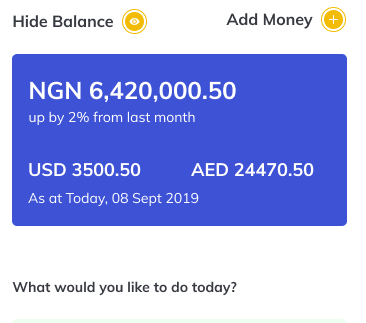 Hide Balance Add Money
NGN 6,420,000.50
up by 2% from last month
USD 3500.50 AED 24470.50
As at Today, 08 Sept 2019
What would you like to do today?